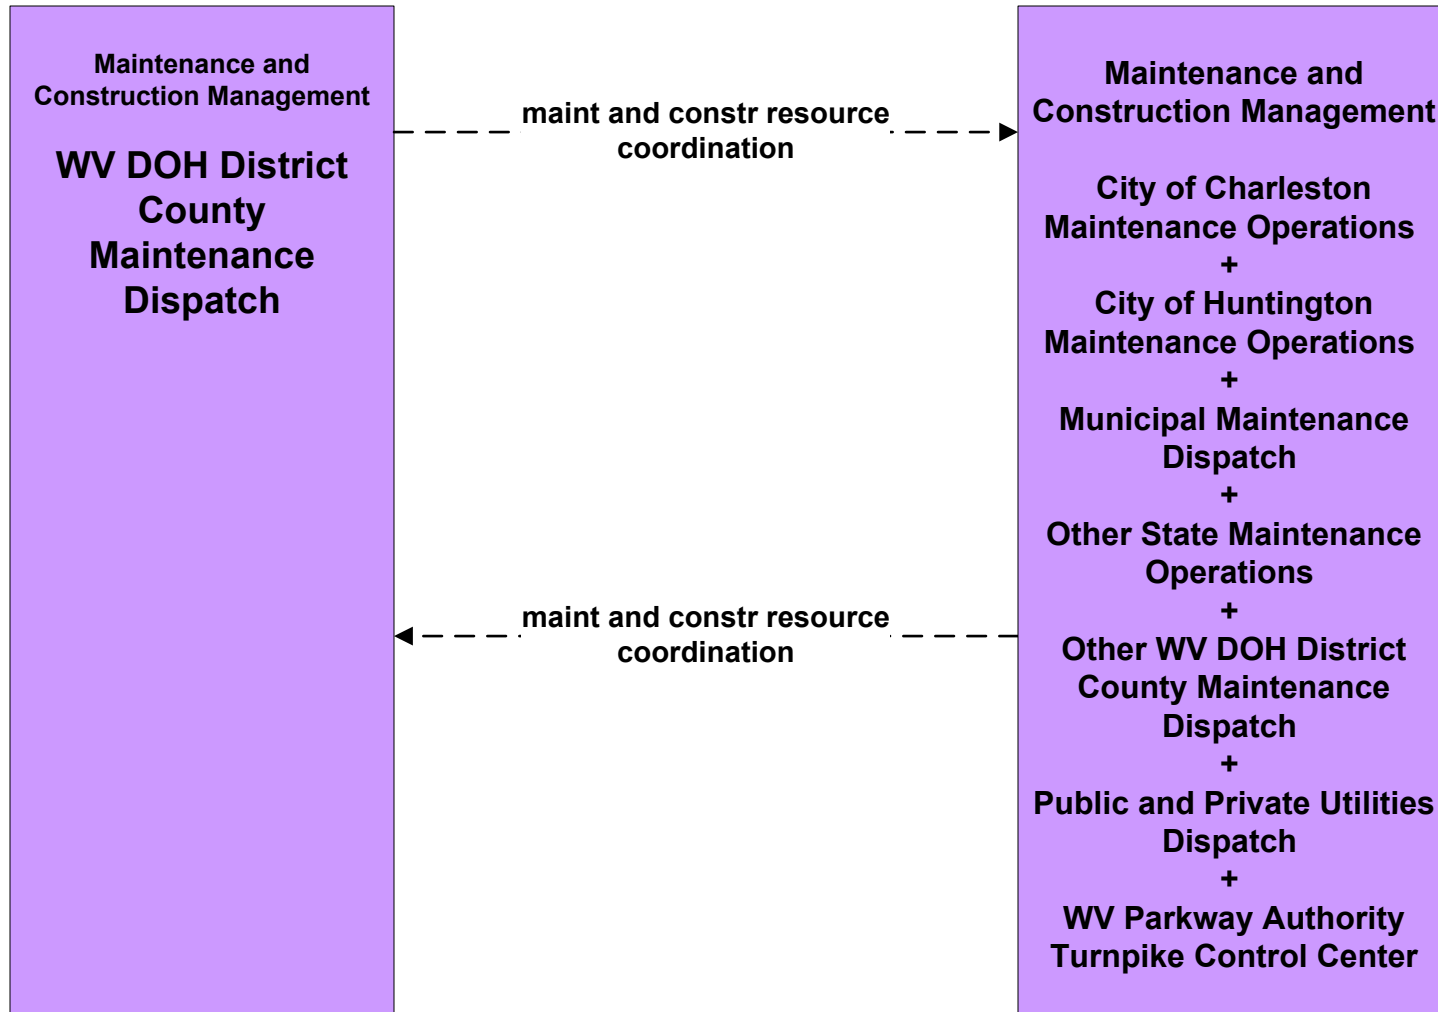 Maintenance and
Construction Management
WV DOH District
County
Maintenance
Dispatch
maint and constr resource
coordination
maint and constr resource
coordination
Maintenance and
Construction Management
City of Charleston
Maintenance Operations
+
City of Huntington
Maintenance Operations
+
Municipal Maintenance
Dispatch
+
Other State Maintenance
Operations
+
Other WV DOH District
County Maintenance
Dispatch
+
Public and Private Utilities
Dispatch
+
WV Parkway Authority
Turnpike Control Center